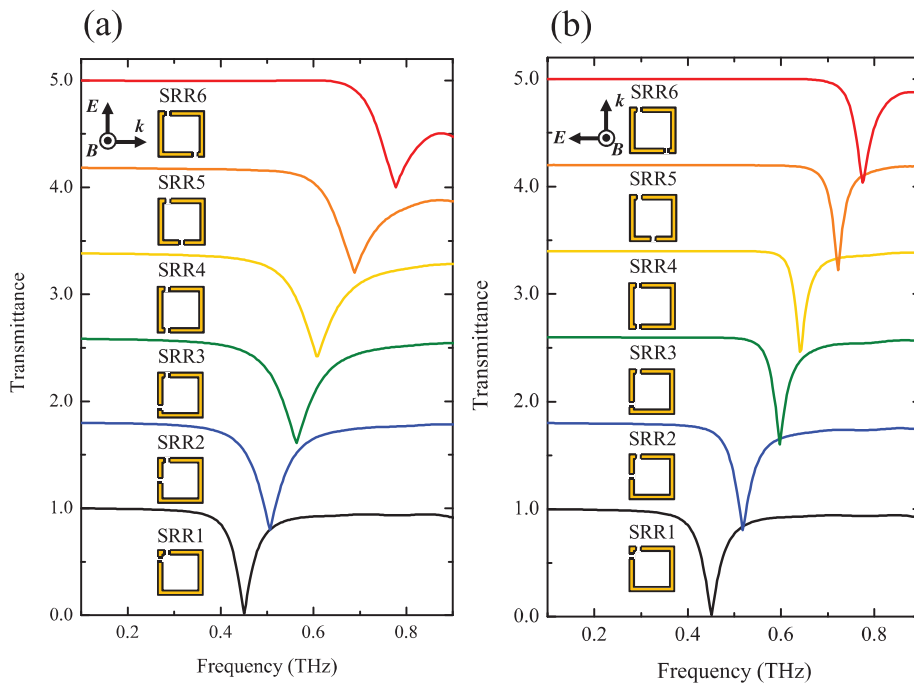 (a)
Transmittance
5.0
4.0
3.0
2.0
1.0
0.0
E
k
B
SRR6
SRR5
SRR4
SRR3
SRR2
SRR1
0.2
0.4
0.6
0.8
Frequency (THz)
(b)
Transmittance
5.0
4.0
3.0
2.0
1.0
0.0
k
E
B
SRR6
SRR5
SRR4
SRR3
SRR2
SRR1
0.2
0.4
0.6
0.8
Frequency (THz)